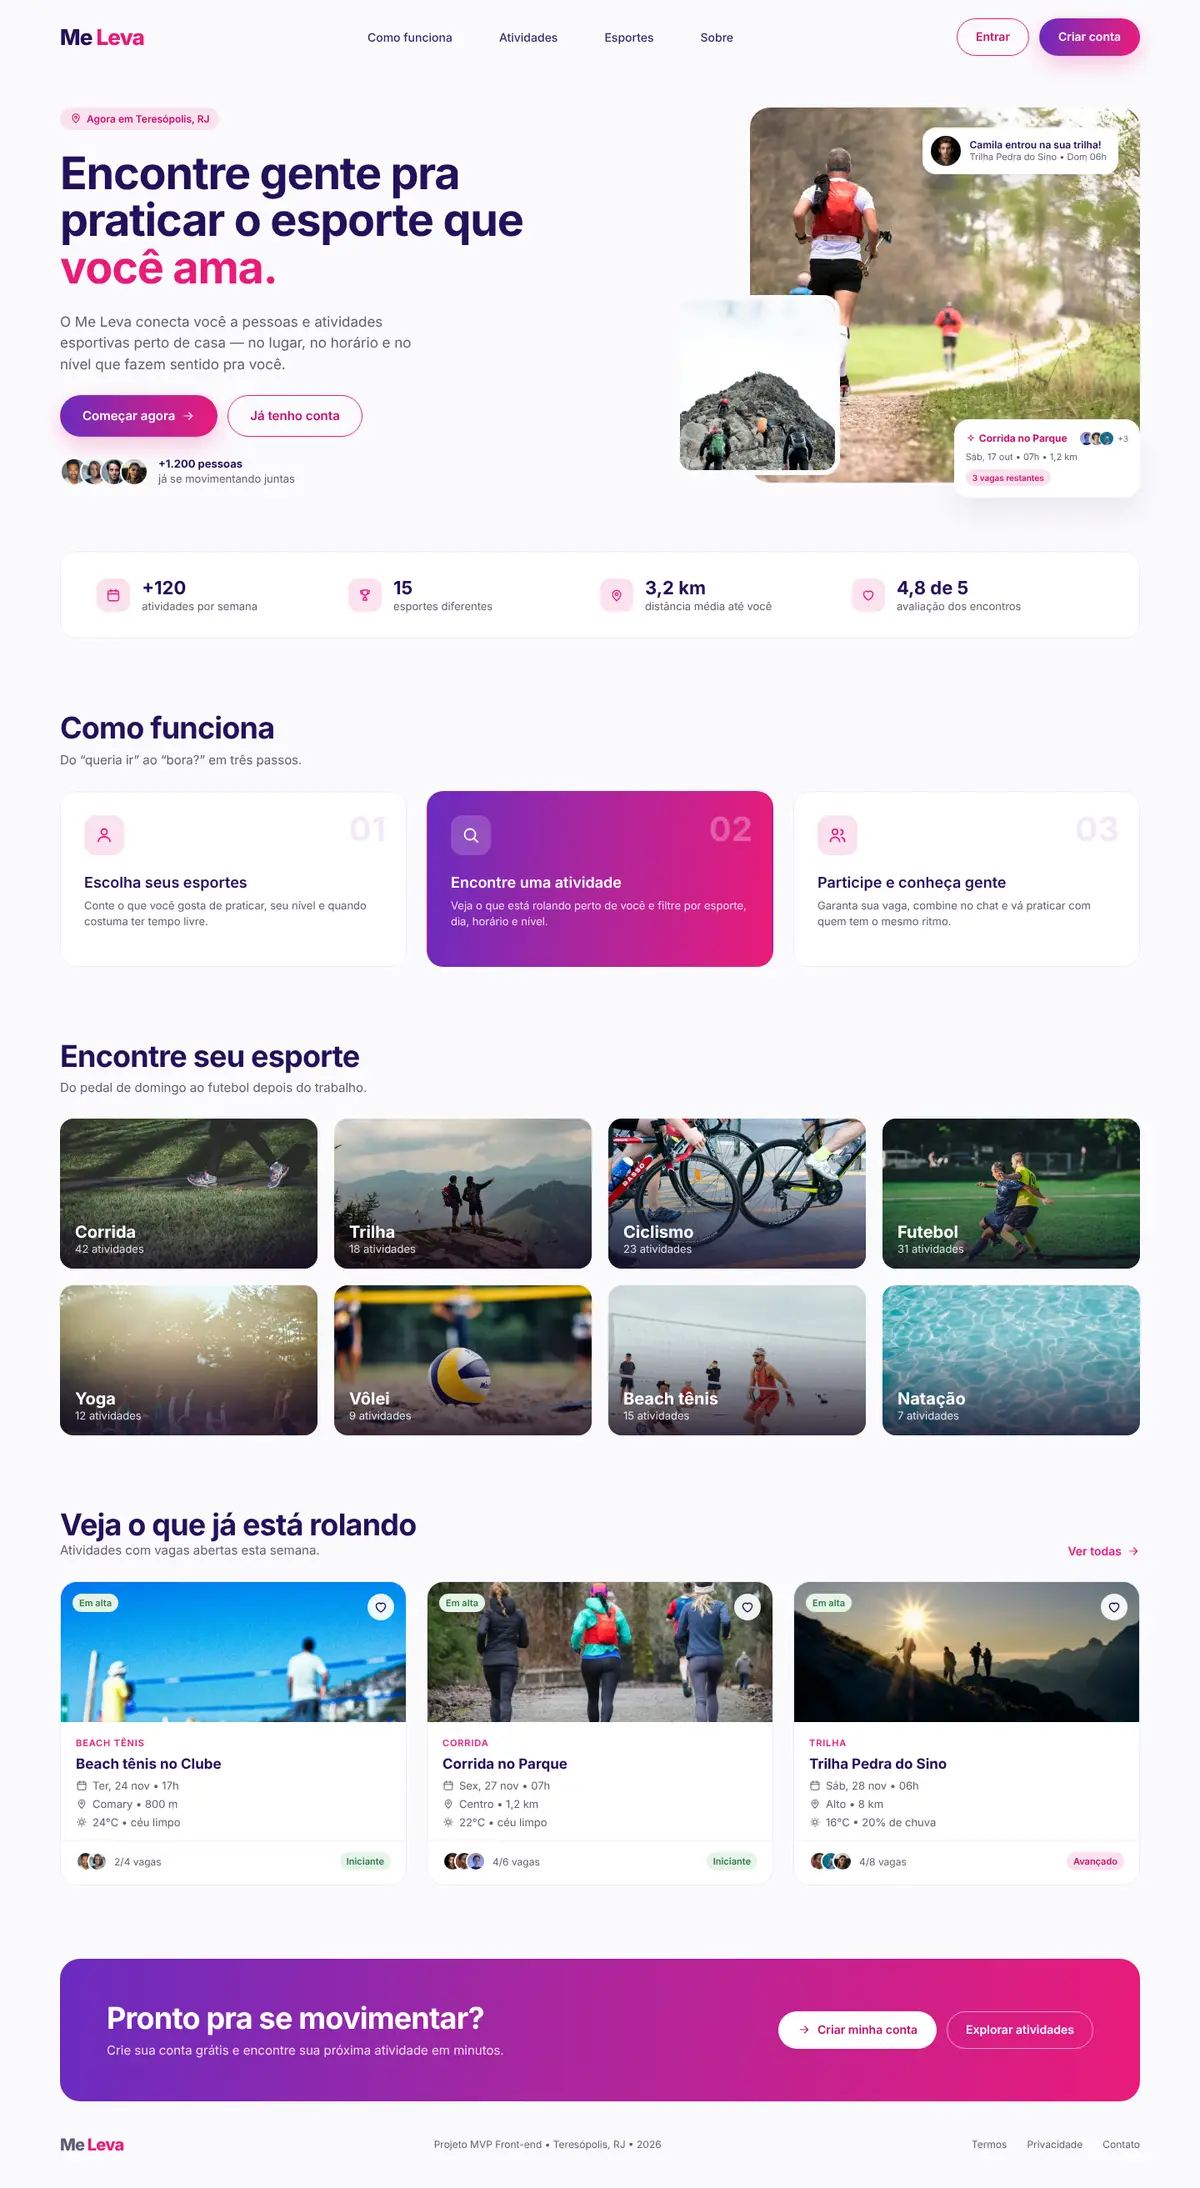 Me Leva
Como funciona
Atividades
Esportes
Sobre
Entrar
Criar conta
Agora em Teresópolis, RJ
Encontre gente pra
praticar o esporte que
você ama.
O Me Leva conecta você a pessoas e atividades
esportivas perto de casa — no lugar, no horário e no
nível que fazem sentido pra você.
Começar agora →
Já tenho conta
+1.200 pessoas
já se movimentando juntas
Camila entrou na sua trilha!
Trilha Pedra do Sino • Dom 06h
Corrida no Parque
+3
Sáb, 17 out • 07h • 1,2 km
3 vagas restantes
+120
atividades por semana
15
esportes diferentes
3,2 km
distância média até você
4,8 de 5
avaliação dos encontros
Como funciona
Do “queria ir” ao “bora?” em três passos.
01
Escolha seus esportes
Conte o que você gosta de praticar, seu nível e quando
costuma ter tempo livre.
02
Encontre uma atividade
Veja o que está rolando perto de você e filtre por esporte,
dia, horário e nível.
03
Participe e conheça gente
Garanta sua vaga, combine no chat e vá praticar com
quem tem o mesmo ritmo.
Encontre seu esporte
Do pedal de domingo ao futebol depois do trabalho.
Corrida
42 atividades
Trilha
18 atividades
BASSO
Ciclismo
23 atividades
Futebol
31 atividades
Yoga
12 atividades
Vôlei
9 atividades
Beach tênis
15 atividades
Natação
7 atividades
Veja o que já está rolando
Atividades com vagas abertas esta semana.
Ver todas →
Em alta
BEACH TÊNIS
Beach tênis no Clube
Ter, 24 nov • 17h
Comary • 800 m
24°C • céu limpo
2/4 vagas
Iniciante
Em alta
CORRIDA
Corrida no Parque
Sex, 27 nov • 07h
Centro • 1,2 km
22°C • céu limpo
4/6 vagas
Iniciante
Em alta
TRILHA
Trilha Pedra do Sino
Sáb, 28 nov • 06h
Alto • 8 km
16°C • 20% de chuva
4/8 vagas
Avançado
Pronto pra se movimentar?
Crie sua conta grátis e encontre sua próxima atividade em minutos.
→ Criar minha conta
Explorar atividades
Me Leva
Projeto MVP Front-end • Teresópolis, RJ • 2026
Termos
Privacidade
Contato